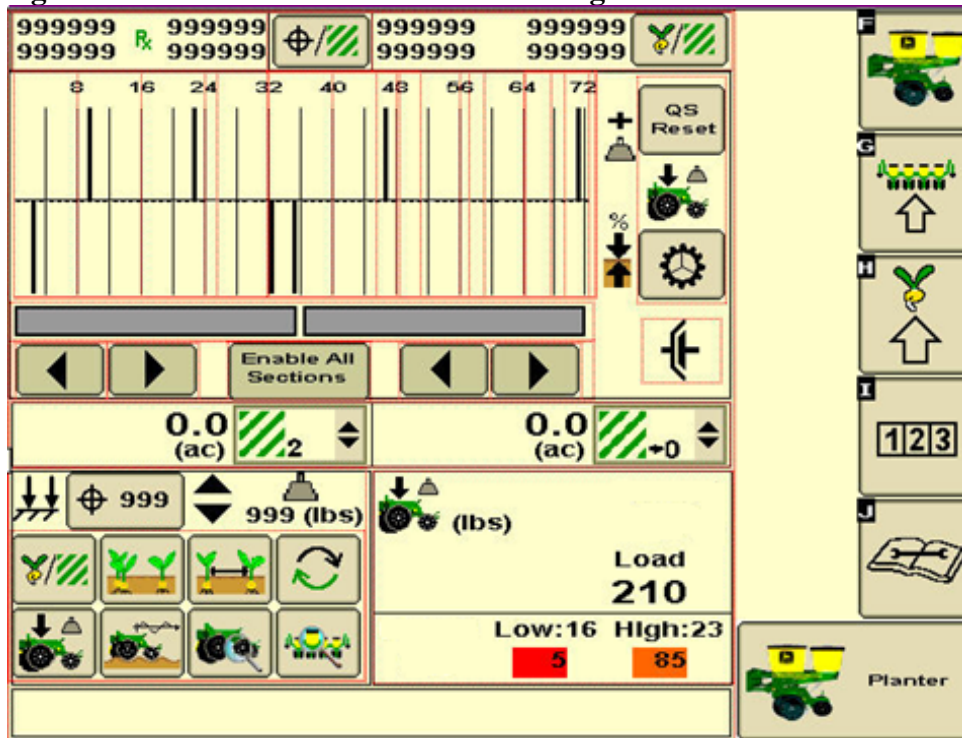 999999 Rx 999999 / 999999 999999 /
999999 999999 999999 999999
8 16 24 32 40 48 56 64 72
+
QS
Reset
%
Enable All
Sections
0.0
(ac)
2
0.0
(ac)
+0
999
999 (lbs)
/
(lbs)
Load
210
Low:16 High:23
5 85
F
G
H
I
123
J
Planter